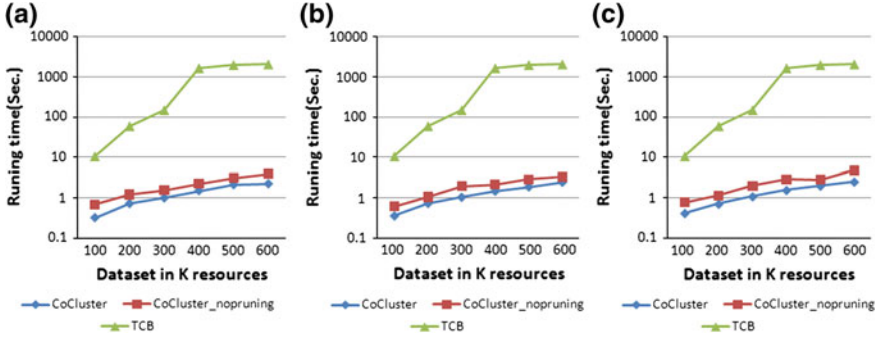 (a)
Runing time(Sec.)
10000
1000
100
10
1
0.1
100 200 300 400 500 600
Dataset in K resources
CoCluster CoCluster_nopruning
TCB
(b)
Runing time(Sec.)
10000
1000
100
10
1
0.1
100 200 300 400 500 600
Dataset in K resources
CoCluster CoCluster_nopruning
TCB
(c)
Runing time(Sec.)
10000
1000
100
10
1
0.1
100 200 300 400 500 600
Dataset in K resources
CoCluster CoCluster_nopruning
TCB